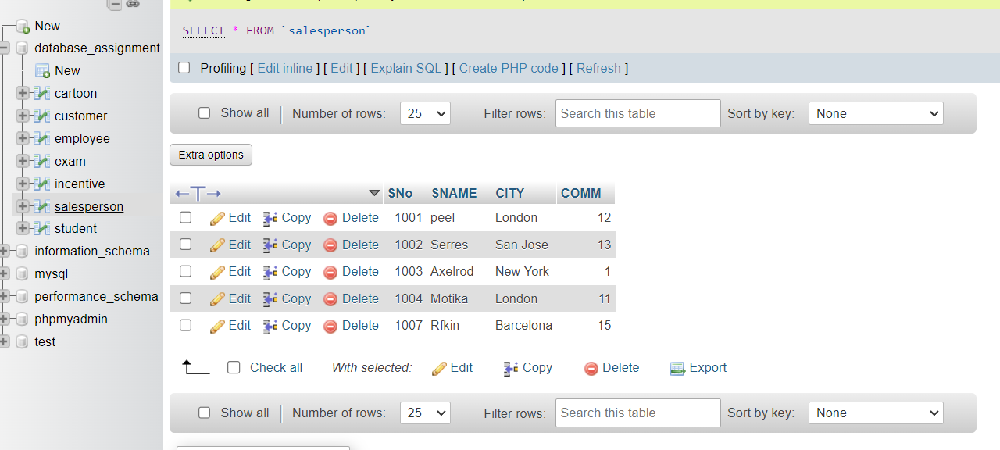 SELECT * FROM `salesperson`
Profiling [ Edit inline ] [ Edit ] [ Explain SQL ] [ Create PHP code ] [ Refresh ]
Show all Number of rows: 25 Filter rows: Search this table Sort by key: None
Extra options
SNo SNAME CITY COMM
Edit Copy Delete 1001 peel London 12
Edit Copy Delete 1002 Serres San Jose 13
Edit Copy Delete 1003 Axelrod New York 1
Edit Copy Delete 1004 Motika London 11
Edit Copy Delete 1007 Rfkin Barcelona 15
Check all With selected: Edit Copy Delete Export
Show all Number of rows: 25 Filter rows: Search this table Sort by key: None
New
database_assignment
New
cartoon
customer
employee
exam
incentive
salesperson
student
information_schema
mysql
performance_schema
phpmyadmin
test